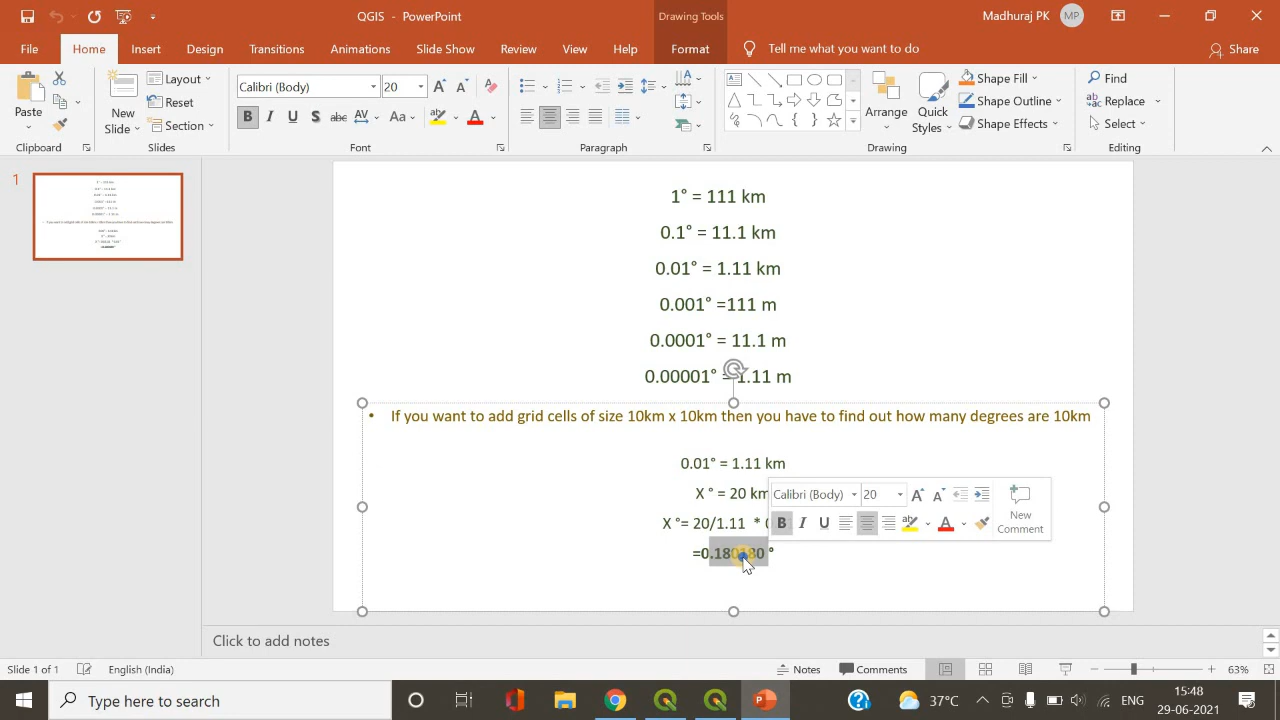 QGIS - PowerPoint
Drawing Tools
Madhuraj PK
MP
File
Home
Insert
Design
Transitions
Animations
Slide Show
Review
View
Help
Format
Tell me what you want to do
Share
Paste
Clipboard
New
Slide
Layout
Reset
Section
Slides
Calibri (Body)
20
B I U S abc AV Aa A
Font
Paragraph
Arrange
Quick
Styles
Shape Fill
Shape Outline
Shape Effects
Drawing
Find
Replace
Select
Editing
1
1° = 111 km
0.1° = 11.1 km
0.01° = 1.11 km
0.001° =111 m
0.0001° = 11.1 m
0.00001° = 1.11 m
• If you want to add grid cells of size 10km x 10km then you have to find out how many degrees are 10km
0.01° = 1.11 km
X ° = 20 km
X °= 20/1.11 *
Calibri (Body)
20
B I U
A
New
Comment
Click to add notes
Slide 1 of 1
English (India)
Notes
Comments
63%
Type here to search
37°C
ENG
15:48
29-06-2021